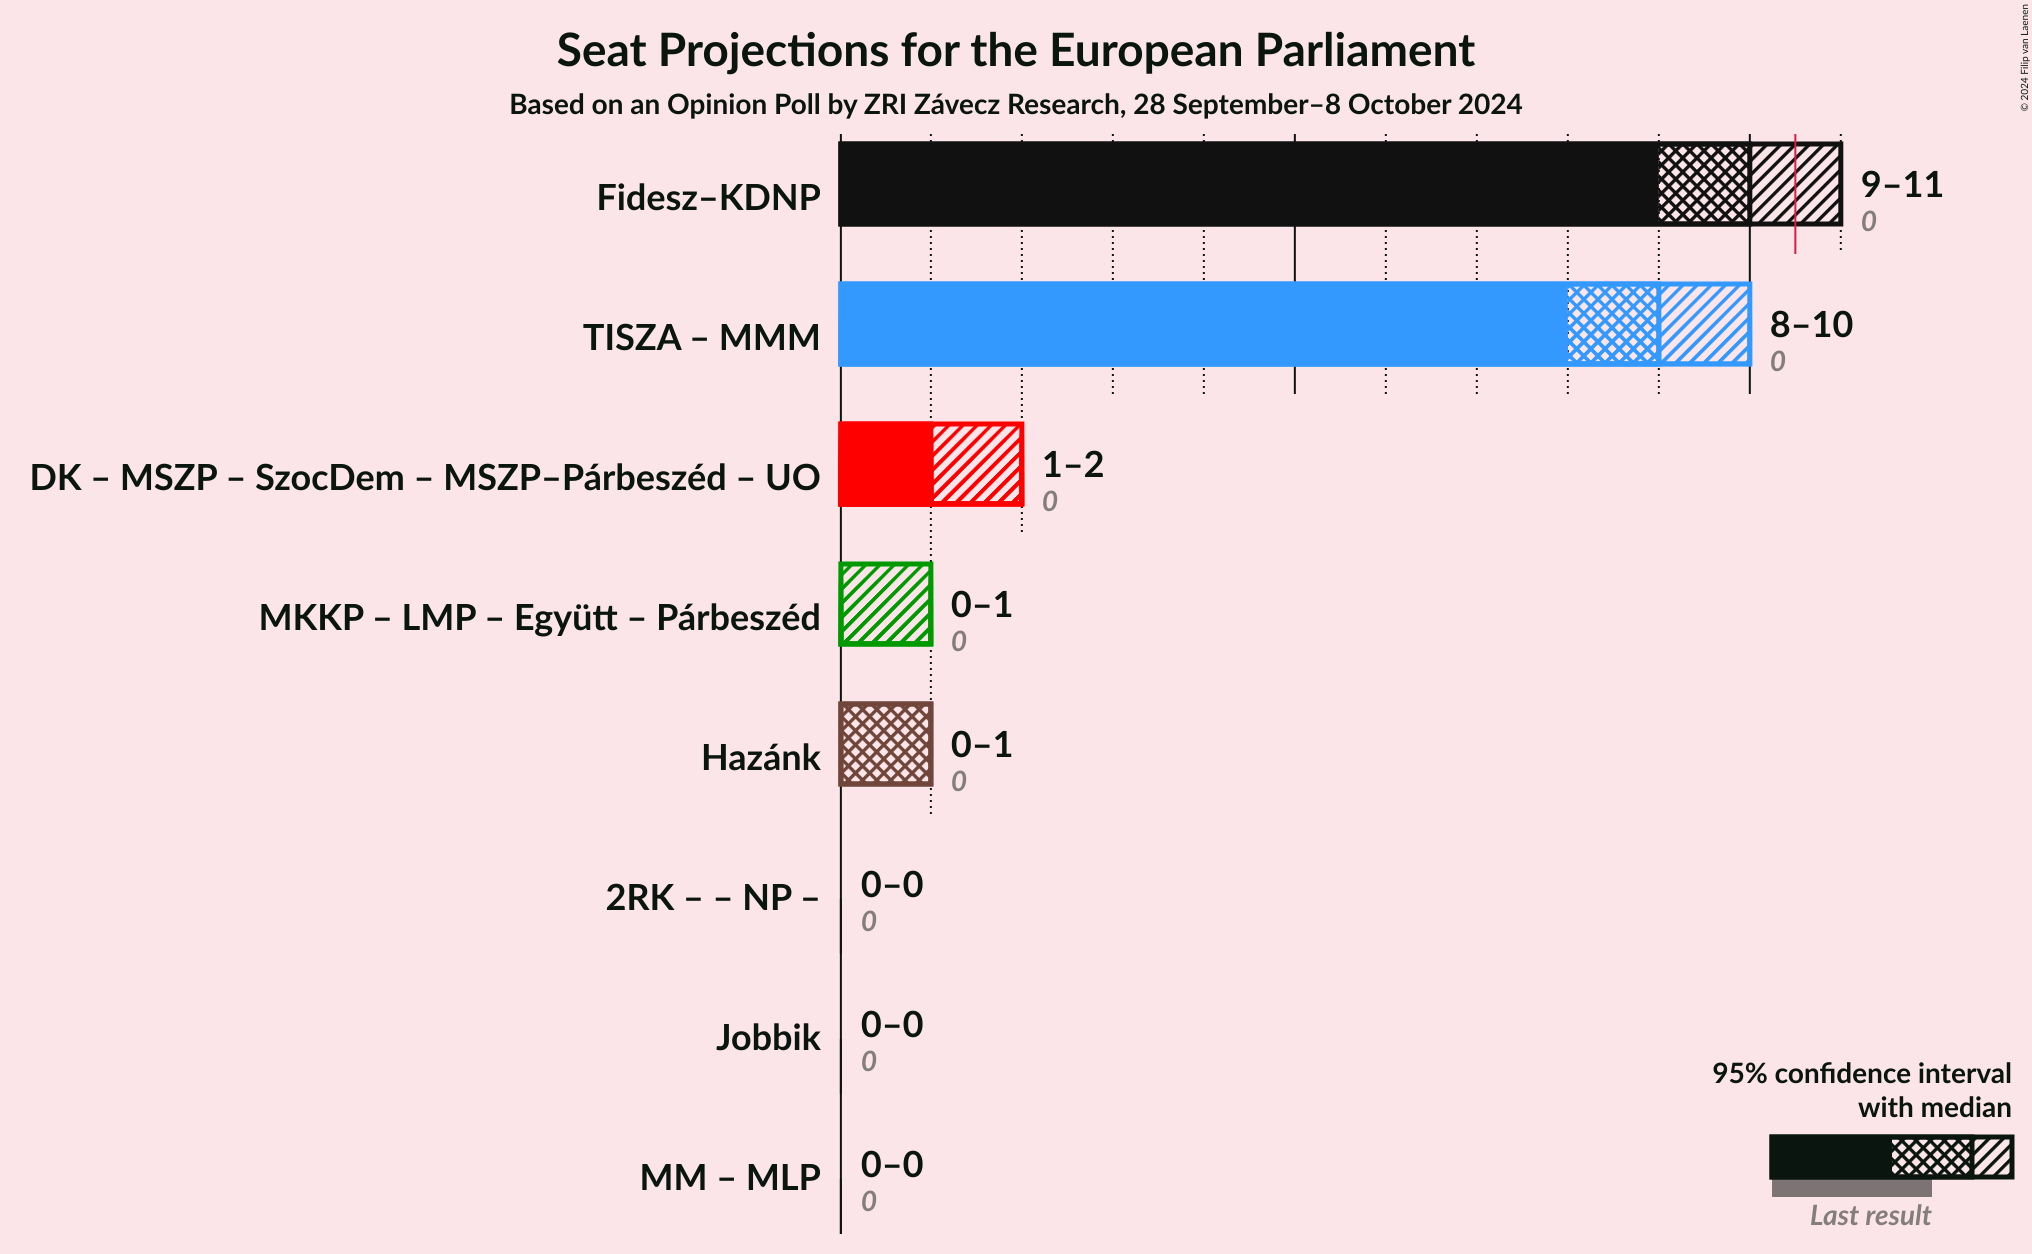 Seat Projections for the European Parliament
Based on an Opinion Poll by ZRI Závecz Research, 28 September–8 October 2024
© 2024 Filip van Laenen
Fidesz–KDNP
9–11
0
TISZA – MMM
8–10
0
DK – MSZP – SzocDem – MSZP–Párbeszéd – UO
1–2
0
MKKP – LMP – Együtt – Párbeszéd
0–1
0
Hazánk
0–1
0
2RK – – NP –
0–0
0
Jobbik
0–0
0
MM – MLP
0–0
0
95% confidence interval
with median
Last result